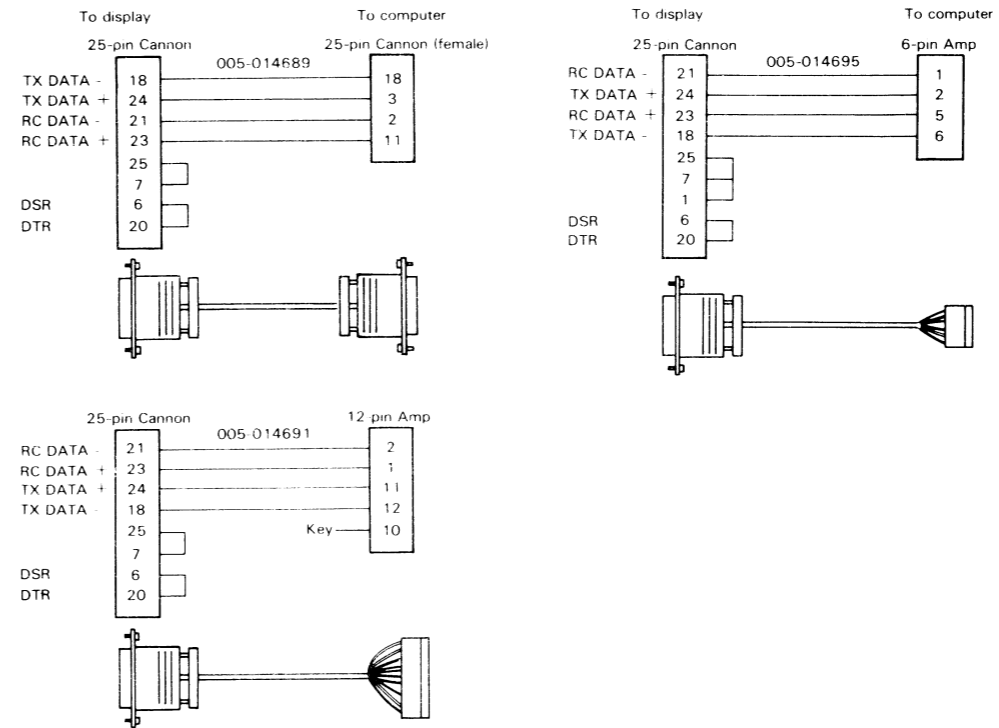 To display To computer
25-pin Cannon 25-pin Cannon (female)
005-014689
TX DATA - 18 18
TX DATA + 24 3
RC DATA - 21 2
RC DATA + 23 11
25
7
DSR 6
DTR 20
To display To computer
25-pin Cannon 6-pin Amp
005-014695
RC DATA - 21 1
TX DATA + 24 2
RC DATA + 23 5
TX DATA - 18 6
25
7
1
DSR 6
DTR 20
25-pin Cannon 12-pin Amp
005-014691
RC DATA - 21 2
RC DATA + 23 1
TX DATA + 24 11
TX DATA - 18 12
25 Key 10
7
DSR 6
DTR 20